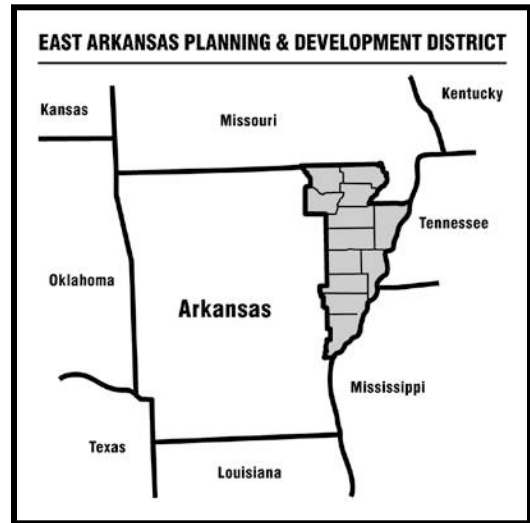 EAST ARKANSAS PLANNING & DEVELOPMENT DISTRICT
Kansas
Missouri
Kentucky
Tennessee
Oklahoma
Arkansas
Mississippi
Texas
Louisiana